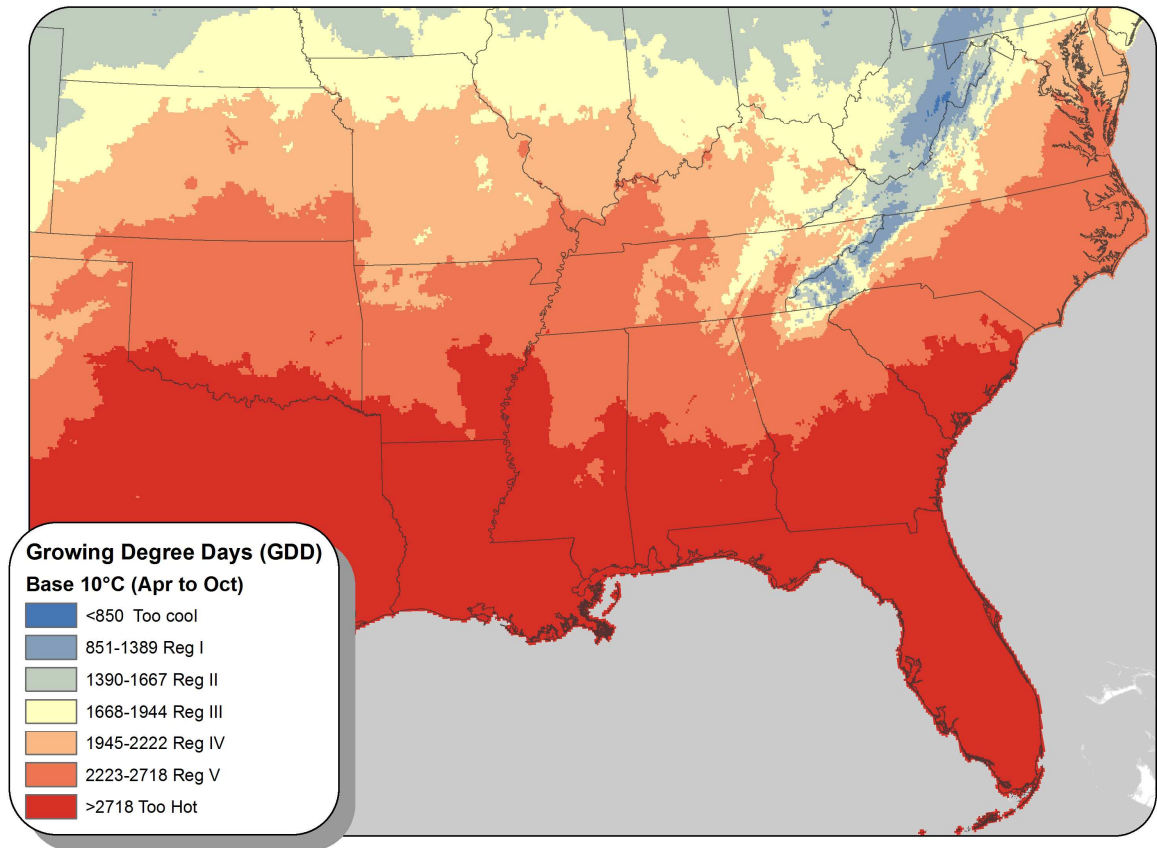 Growing Degree Days (GDD)
Base 10°C (Apr to Oct)
<850 Too cool
851-1389 Reg I
1390-1667 Reg II
1668-1944 Reg III
1945-2222 Reg IV
2223-2718 Reg V
>2718 Too Hot